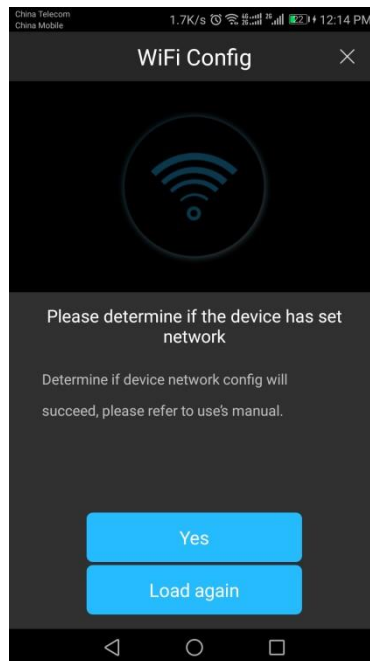 China Telecom
China Mobile
1.7K/s 22 12:14 PM
WiFi Config
Please determine if the device has set
network
Determine if device network config will
succeed, please refer to use's manual.
Yes
Load again